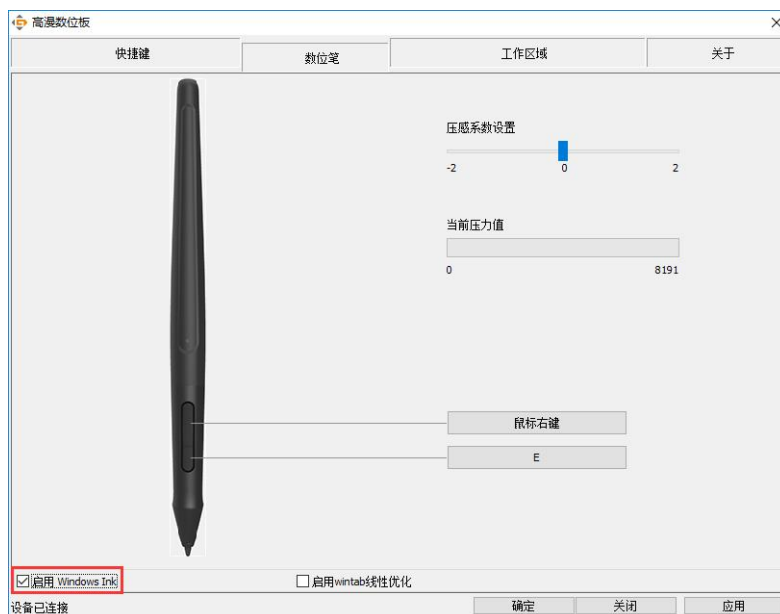 高漫数位板
快捷键 数位笔 工作区域 关于
压感系数设置
-2 0 2
当前压力值
0 8191
鼠标右键
E
启用 Windows Ink 启用wintab线性优化
设备已连接 确定 关闭 应用